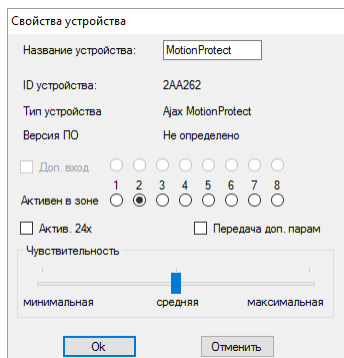 Свойства устройства
Название устройства: MotionProtect
ID устройства: 2AA262
Тип устройства Ajax MotionProtect
Версия ПО Не определено
Доп. вход
1 2 3 4 5 6 7 8
Активен в зоне
Актив. 24х Передача доп. парам
Чувствительность
минимальная средняя максимальная
Ok Отменить